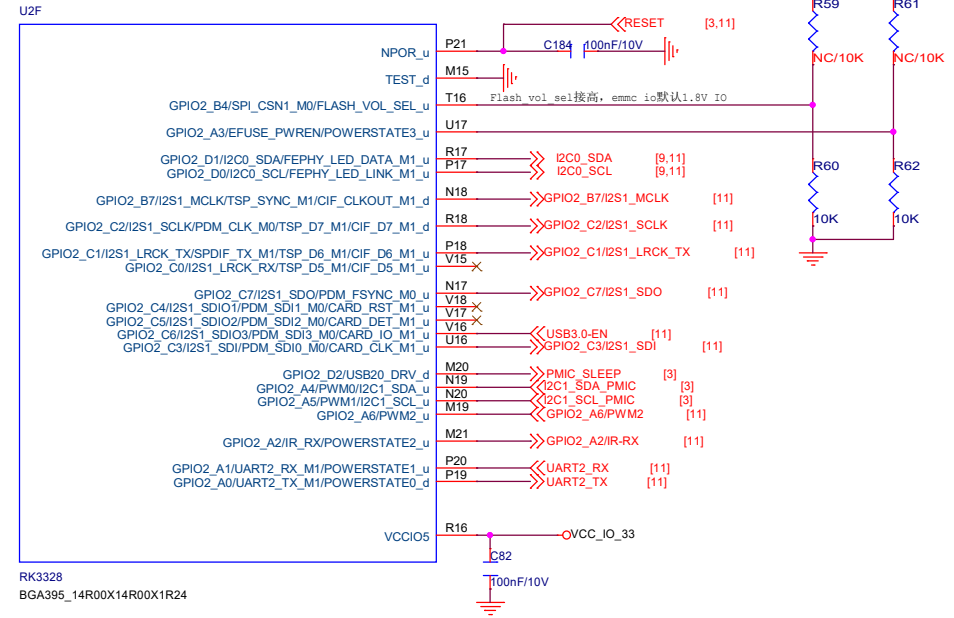 U2F
R59
R61
NPOR_u P21 RESET [3,11]
C184 100nF/10V
NC/10K NC/10K
TEST_d M15
GPIO2_B4/SPI_CSN1_M0/FLASH_VOL_SEL_u T16 Flash_vol_sel接高, emmc io默认1.8V IO
GPIO2_A3/EFUSE_PWREN/POWERSTATE3_u U17
GPIO2_D1/I2C0_SDA/FEPHY_LED_DATA_M1_u R17 I2C0_SDA [9,11]
GPIO2_D0/I2C0_SCL/FEPHY_LED_LINK_M1_u P17 I2C0_SCL [9,11]
R60 R62
GPIO2_B7/I2S1_MCLK/TSP_SYNC_M1/CIF_CLKOUT_M1_d N18 GPIO2_B7/I2S1_MCLK [11]
10K 10K
GPIO2_C2/I2S1_SCLK/PDM_CLK_M0/TSP_D7_M1/CIF_D7_M1_d R18 GPIO2_C2/I2S1_SCLK [11]
GPIO2_C1/I2S1_LRCK_TX/SPDIF_TX_M1/TSP_D6_M1/CIF_D6_M1_u P18 GPIO2_C1/I2S1_LRCK_TX [11]
GPIO2_C0/I2S1_LRCK_RX/TSP_D5_M1/CIF_D5_M1_u V15
GPIO2_C7/I2S1_SDO/PDM_FSYNC_M0_u N17 GPIO2_C7/I2S1_SDO [11]
GPIO2_C4/I2S1_SDIO1/PDM_SDI1_M0/CARD_RST_M1_u V18
GPIO2_C5/I2S1_SDIO2/PDM_SDI2_M0/CARD_DET_M1_u V17
GPIO2_C6/I2S1_SDIO3/PDM_SDI3_M0/CARD_IO_M1_u V16 USB3.0-EN [11]
GPIO2_C3/I2S1_SDI/PDM_SDI0_M0/CARD_CLK_M1_u U16 GPIO2_C3/I2S1_SDI [11]
GPIO2_D2/USB20_DRV_d M20 PMIC_SLEEP [3]
GPIO2_A4/PWM0/I2C1_SDA_u N19 I2C1_SDA_PMIC [3]
GPIO2_A5/PWM1/I2C1_SCL_u N20 I2C1_SCL_PMIC [3]
GPIO2_A6/PWM2_u M19 GPIO2_A6/PWM2 [11]
GPIO2_A2/IR_RX/POWERSTATE2_u M21 GPIO2_A2/IR-RX [11]
GPIO2_A1/UART2_RX_M1/POWERSTATE1_u P20 UART2_RX [11]
GPIO2_A0/UART2_TX_M1/POWERSTATE0_d P19 UART2_TX [11]
VCCIO5 R16 VCC_IO_33
C82
100nF/10V
RK3328
BGA395_14R00X14R00X1R24